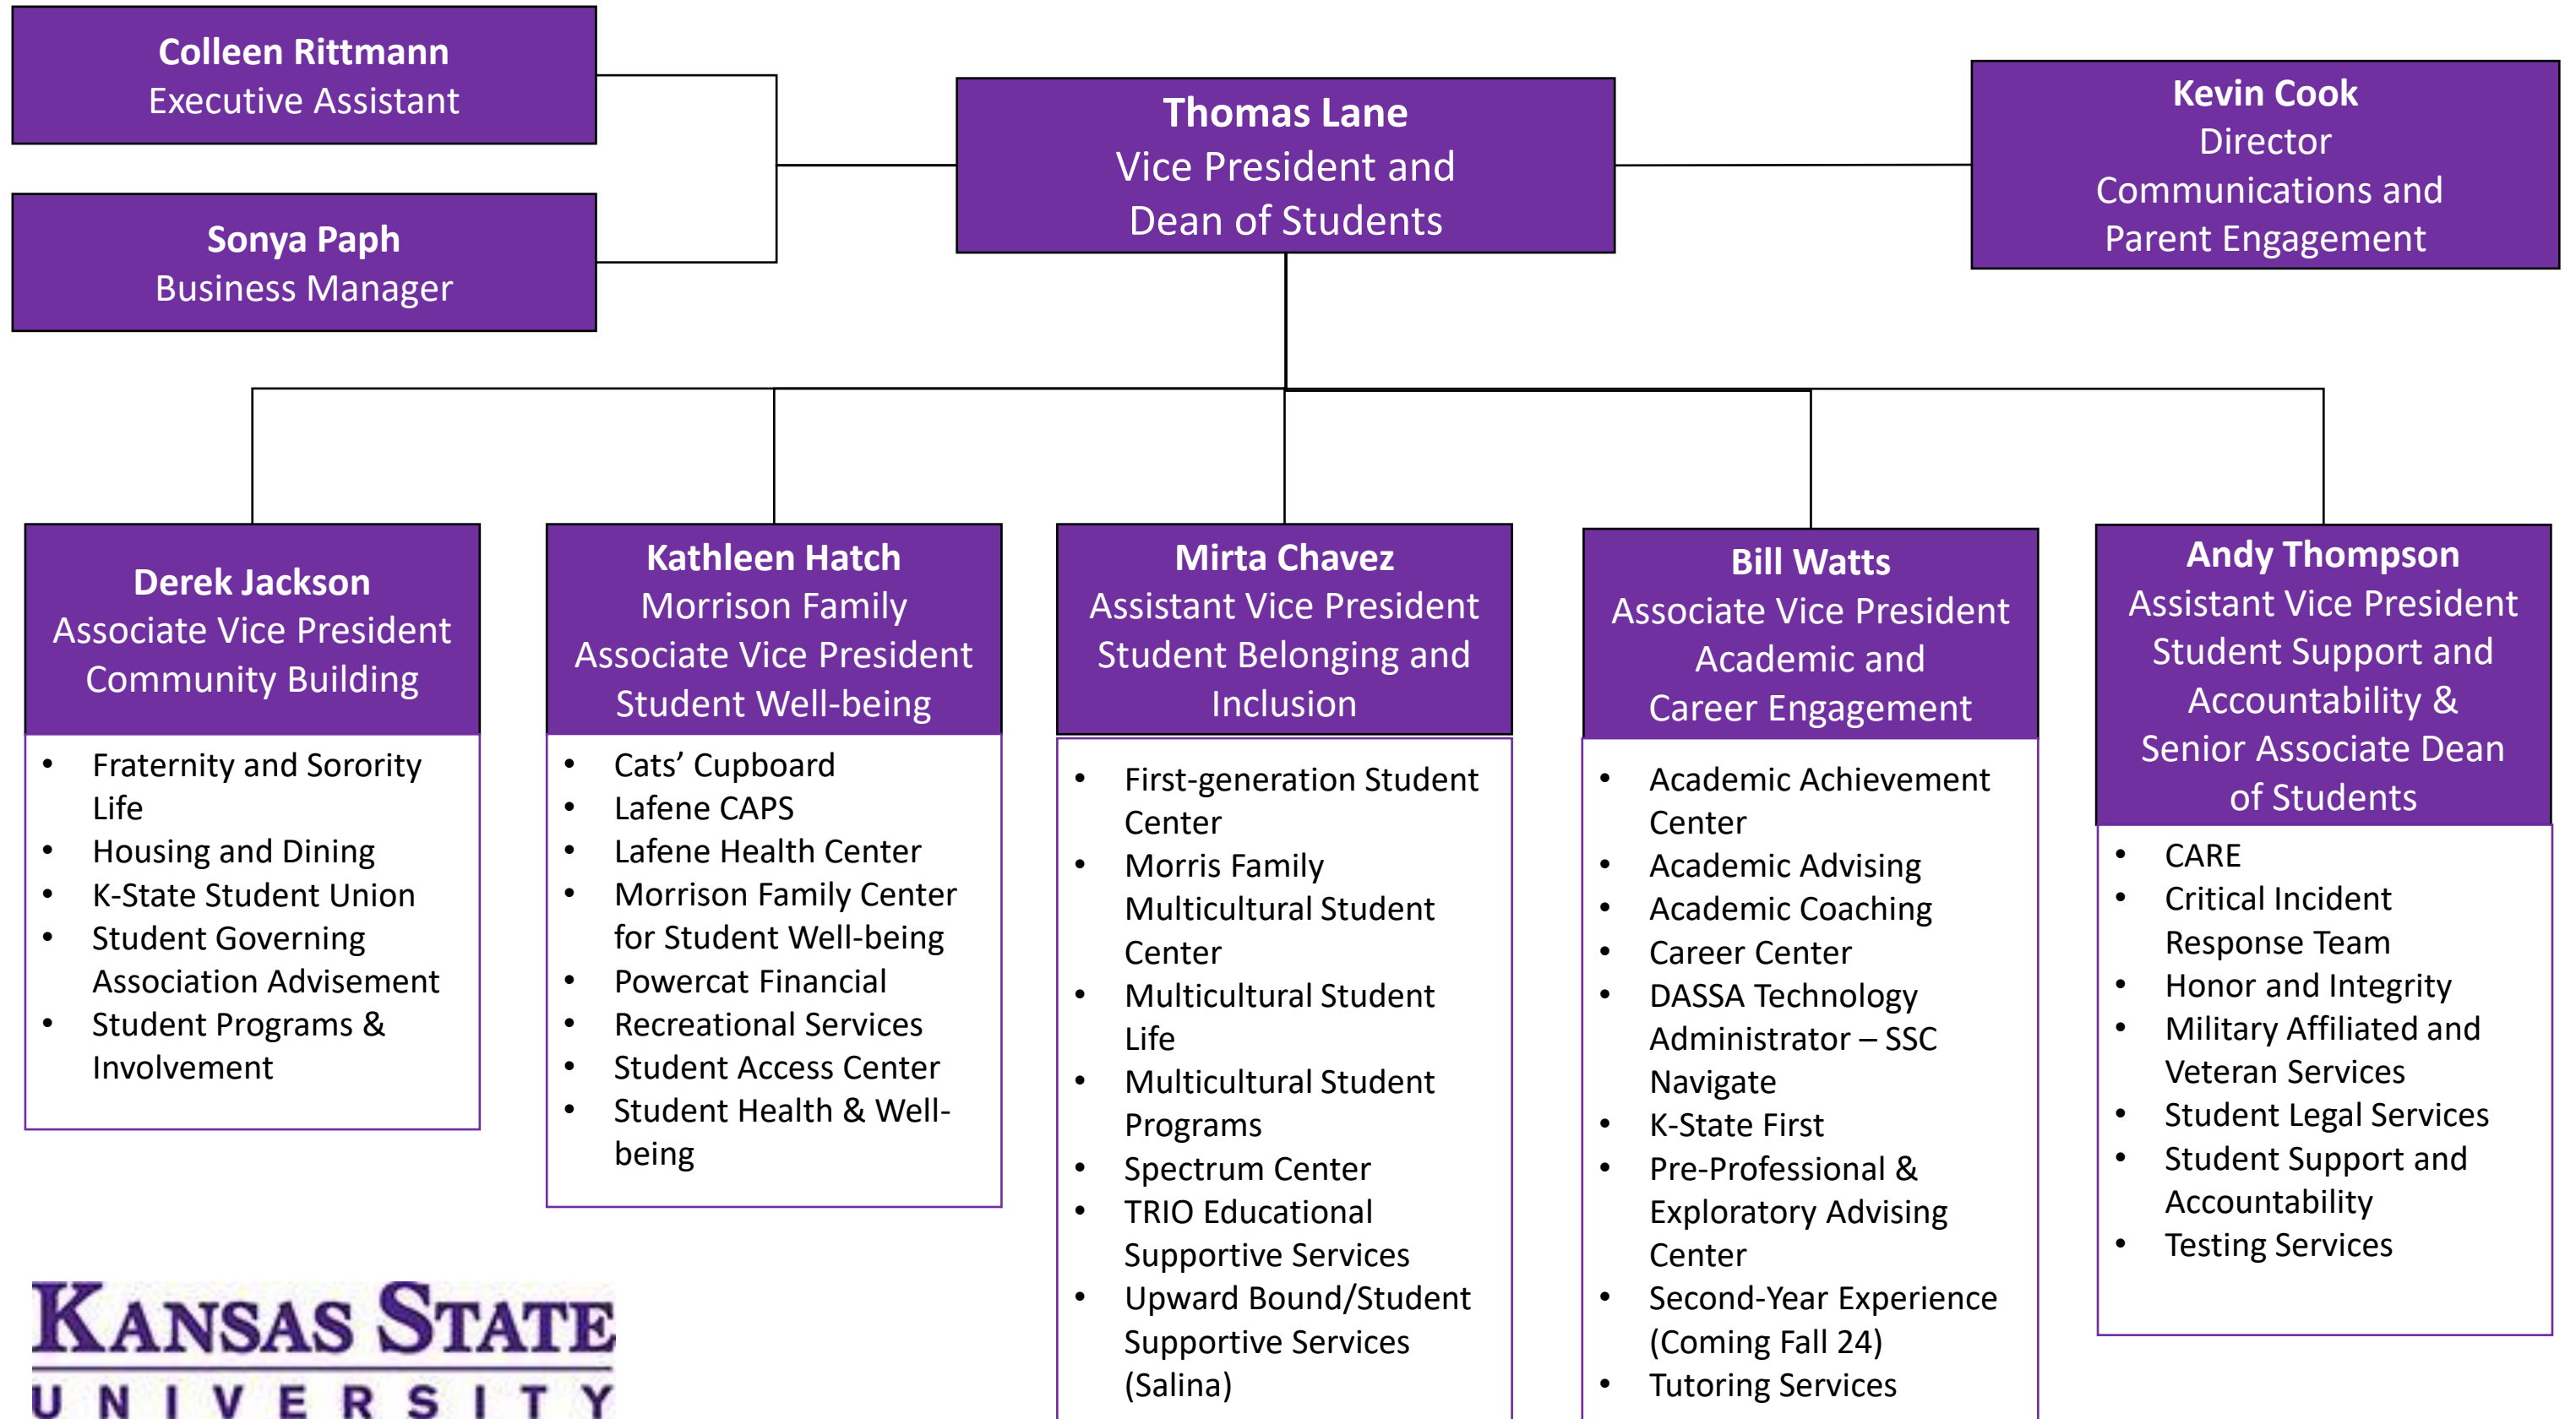 Colleen Rittmann
Executive Assistant
Sonya Paph
Business Manager
Thomas Lane
Vice President and
Dean of Students
Kevin Cook
Director
Communications and
Parent Engagement
Derek Jackson
Associate Vice President
Community Building
• Fraternity and Sorority
Life
• Housing and Dining
• K-State Student Union
• Student Governing
Association Advisement
• Student Programs &
Involvement
Kathleen Hatch
Morrison Family
Associate Vice President
Student Well-being
• Cats’ Cupboard
• Lafene CAPS
• Lafene Health Center
• Morrison Family Center
for Student Well-being
• Powercat Financial
• Recreational Services
• Student Access Center
• Student Health & Well-
being
Mirta Chavez
Assistant Vice President
Student Belonging and
Inclusion
• First-generation Student
Center
• Morris Family
Multicultural Student
Center
• Multicultural Student
Life
• Multicultural Student
Programs
• Spectrum Center
• TRIO Educational
Supportive Services
• Upward Bound/Student
Supportive Services
(Salina)
Bill Watts
Associate Vice President
Academic and
Career Engagement
• Academic Achievement
Center
• Academic Advising
• Academic Coaching
• Career Center
• DASSA Technology
Administrator – SSC
Navigate
• K-State First
• Pre-Professional &
Exploratory Advising
Center
• Second-Year Experience
(Coming Fall 24)
• Tutoring Services
Andy Thompson
Assistant Vice President
Student Support and
Accountability &
Senior Associate Dean
of Students
• CARE
• Critical Incident
Response Team
• Honor and Integrity
• Military Affiliated and
Veteran Services
• Student Legal Services
• Student Support and
Accountability
• Testing Services
KANSAS STATE
UNIVERSITY